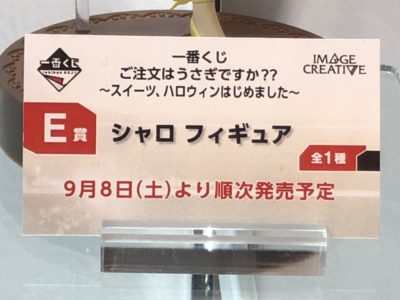 一番くじ
ICHIBAN KUJI
一番くじ
ご注文はうさぎですか??
～スイーツ、ハロウィンはじめました～
IMAGE
CREATIVE
E賞
シャロ フィギュア
全1種
9月8日(土)より順次発売予定